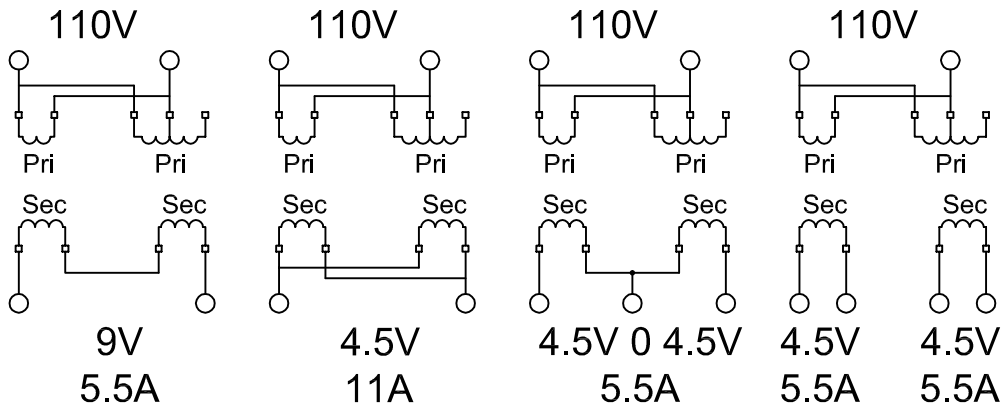 110V 110V 110V 110V
Pri Pri Pri Pri Pri Pri Pri Pri
Sec Sec Sec Sec Sec Sec Sec Sec
9V 4.5V 4.5V 0 4.5V 4.5V 4.5V
5.5A 11A 5.5A 5.5A 5.5A